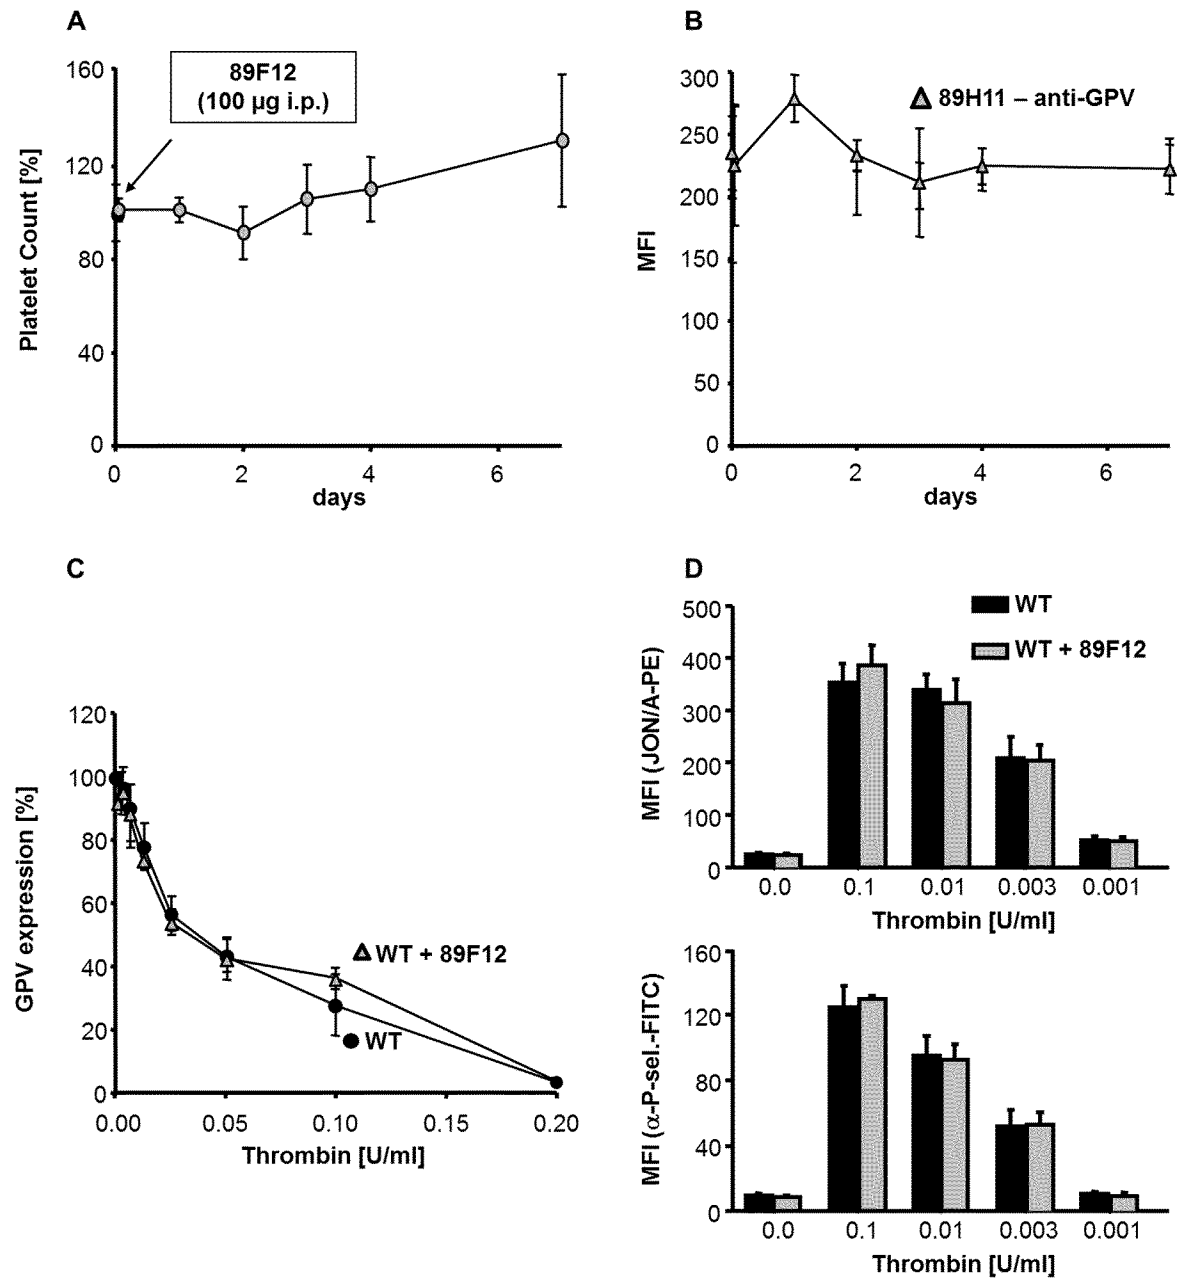 A
89F12
(100 µg i.p.)
Platelet Count [%]
160
120
80
40
0
0 2 4 6
days
B
89H11 – anti-GPV
MFI
300
250
200
150
100
50
0
0 2 4 6
days
C
GPV expression [%]
120
100
80
60
40
20
0
WT + 89F12
WT
0.00 0.05 0.10 0.15 0.20
Thrombin [U/ml]
D
WT
WT + 89F12
MFI (JON/A-PE)
500
400
300
200
100
0
0.0 0.1 0.01 0.003 0.001
Thrombin [U/ml]
MFI (α-P-sel.-FITC)
160
120
80
40
0
0.0 0.1 0.01 0.003 0.001
Thrombin [U/ml]